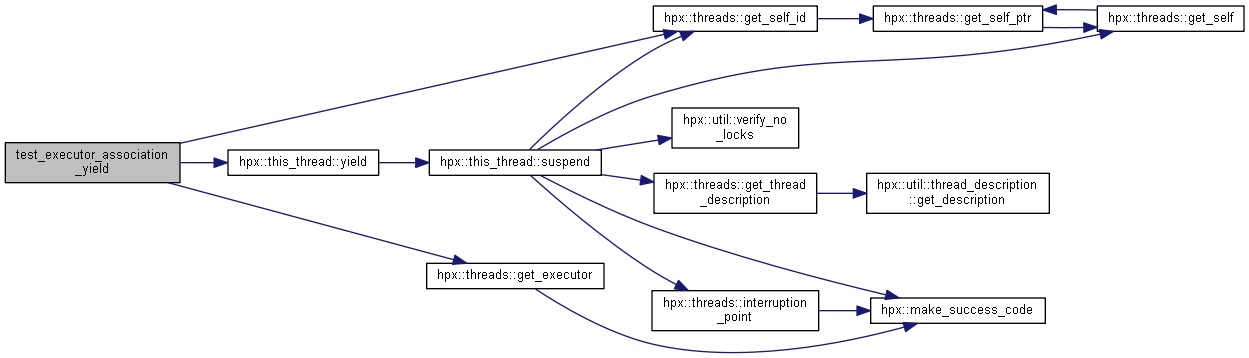 test_executor_association
_yield
hpx::this_thread::yield
hpx::this_thread::suspend
hpx::threads::get_executor
hpx::threads::get_self_id
hpx::util::verify_no
_locks
hpx::threads::get_thread
_description
hpx::threads::interruption
_point
hpx::threads::get_self_ptr
hpx::threads::get_self
hpx::util::thread_description
::get_description
hpx::make_success_code